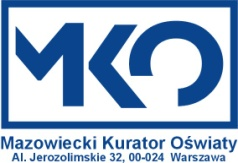 MKO
Mazowiecki Kurator Oświaty
Al. Jerozolimskie 32, 00-024 Warszawa